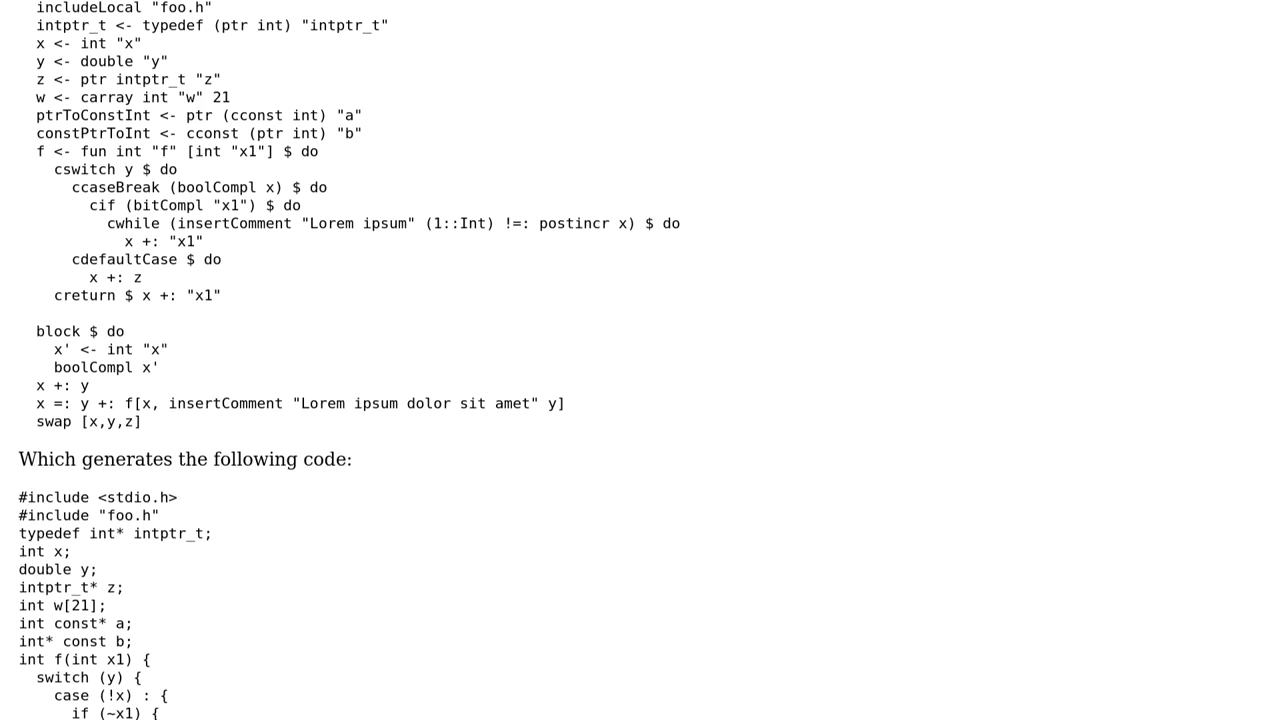 includeLocal "foo.h"
intptr_t <- typedef (ptr int) "intptr_t"
x <- int "x"
y <- double "y"
z <- ptr intptr_t "z"
w <- carray int "w" 21
ptrToConstInt <- ptr (cconst int) "a"
constPtrToInt <- cconst (ptr int) "b"
f <- fun int "f" [int "x1"] $ do
cswitch y $ do
ccaseBreak (boolCompl x) $ do
cif (bitCompl "x1") $ do
cwhile (insertComment "Lorem ipsum" (1::Int) !=: postincr x) $ do
x +: "x1"
cdefaultCase $ do
x +: z
creturn $ x +: "x1"
block $ do
x' <- int "x"
boolCompl x'
x +: y
x =: y +: f[x, insertComment "Lorem ipsum dolor sit amet" y]
swap [x,y,z]
Which generates the following code:
#include <stdio.h>
#include "foo.h"
typedef int* intptr_t;
int x;
double y;
intptr_t* z;
int w[21];
int const* a;
int* const b;
int f(int x1) {
switch (y) {
case (!x) : {
if (~x1) {